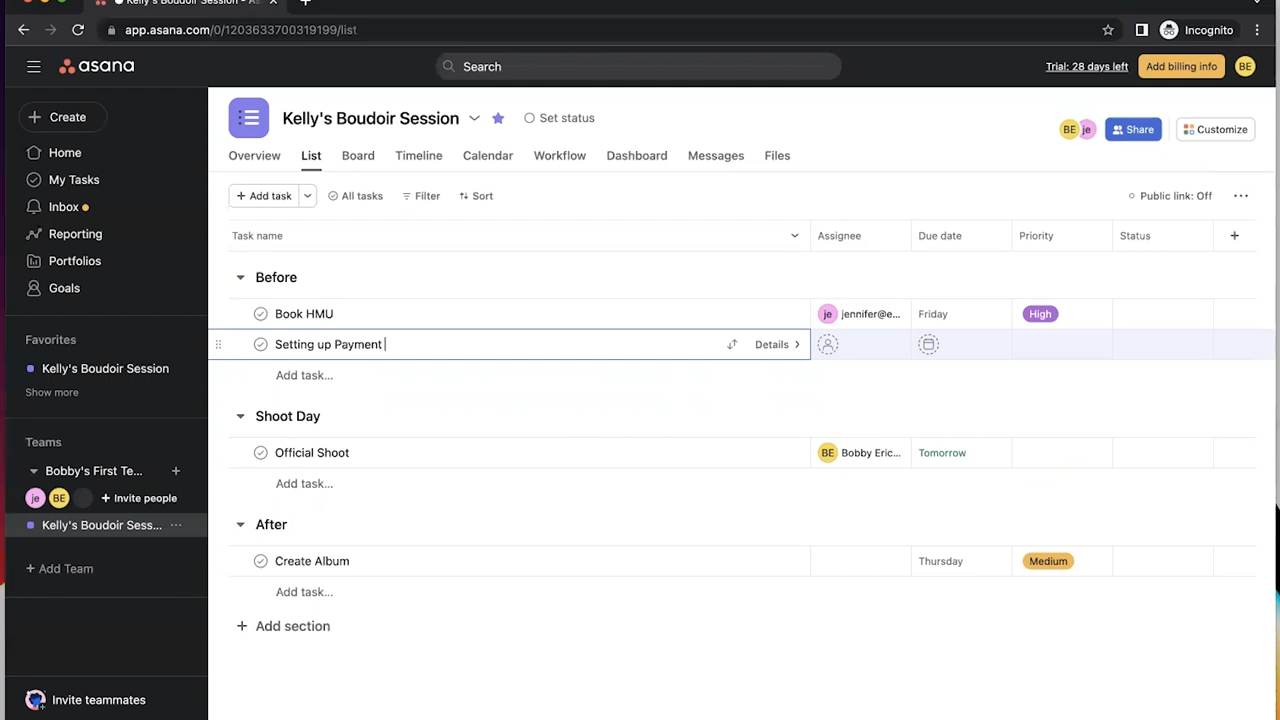 Kelly's Boudoir Session - As
app.asana.com/0/1203633700319199/list
Incognito
asana
Search
Trial: 28 days left
Add billing info
BE
Create
Home
My Tasks
Inbox
Reporting
Portfolios
Goals
Favorites
Kelly's Boudoir Session
Show more
Teams
Bobby's First Te...
je BE + Invite people
Kelly's Boudoir Sess... ...
+ Add Team
Invite teammates
Kelly's Boudoir Session
Set status
BE je
Share
Customize
Overview List Board Timeline Calendar Workflow Dashboard Messages Files
+ Add task
All tasks
Filter
Sort
Public link: Off
...
Task name Assignee Due date Priority Status +
Before
Book HMU je jennifer@e... Friday High
Setting up Payment Details >
Add task...
Shoot Day
Official Shoot BE Bobby Eric... Tomorrow
Add task...
After
Create Album Thursday Medium
Add task...
+ Add section